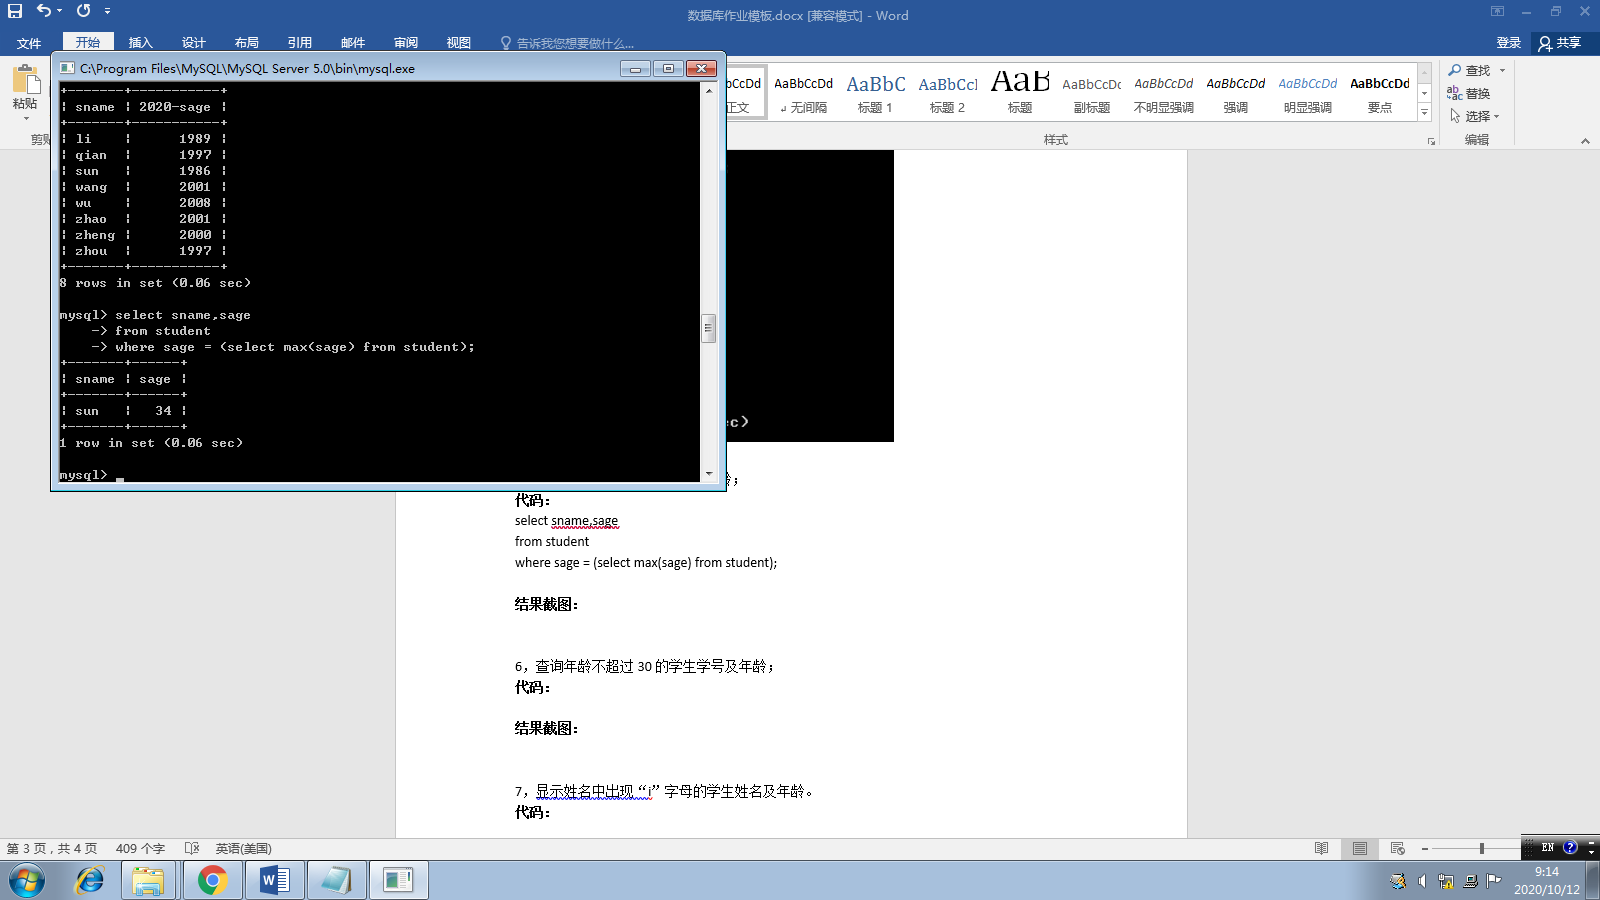 数据库作业模板.docx [兼容模式] - Word
文件 开始 插入 设计 布局 引用 邮件 审阅 视图 告诉我您想要做什么... 登录 共享
C:\Program Files\MySQL\MySQL Server 5.0\bin\mysql.exe
粘贴
剪贴
AaBbCcDd AaBbC AaBbCcI AaB AaBbCcDc AaBbCcDd AaBbCcDd AaBbCcDd AaBbCcDd
正文 无间隔 标题 1 标题 2 标题 副标题 不明显强调 强调 明显强调 要点
样式
查找
替换
选择
编辑
+-------+-----------+
| sname | 2020-sage |
+-------+-----------+
| li    |      1989 |
| qian  |      1997 |
| sun   |      1986 |
| wang  |      2001 |
| wu    |      2008 |
| zhao  |      2001 |
| zheng |      2000 |
| zhou  |      1997 |
+-------+-----------+
8 rows in set (0.06 sec)
mysql> select sname,sage
    -> from student
    -> where sage = (select max(sage) from student);
+-------+------+
| sname | sage |
+-------+------+
| sun   |   34 |
+-------+------+
1 row in set (0.06 sec)
mysql>
ec)
代码：
select sname,sage
from student
where sage = (select max(sage) from student);
结果截图：
6，查询年龄不超过 30 的学生学号及年龄；
代码：
结果截图：
7，显示姓名中出现“i”字母的学生姓名及年龄。
代码：
第 3 页，共 4 页 409 个字 英语(美国)
EN
9:14
2020/10/12